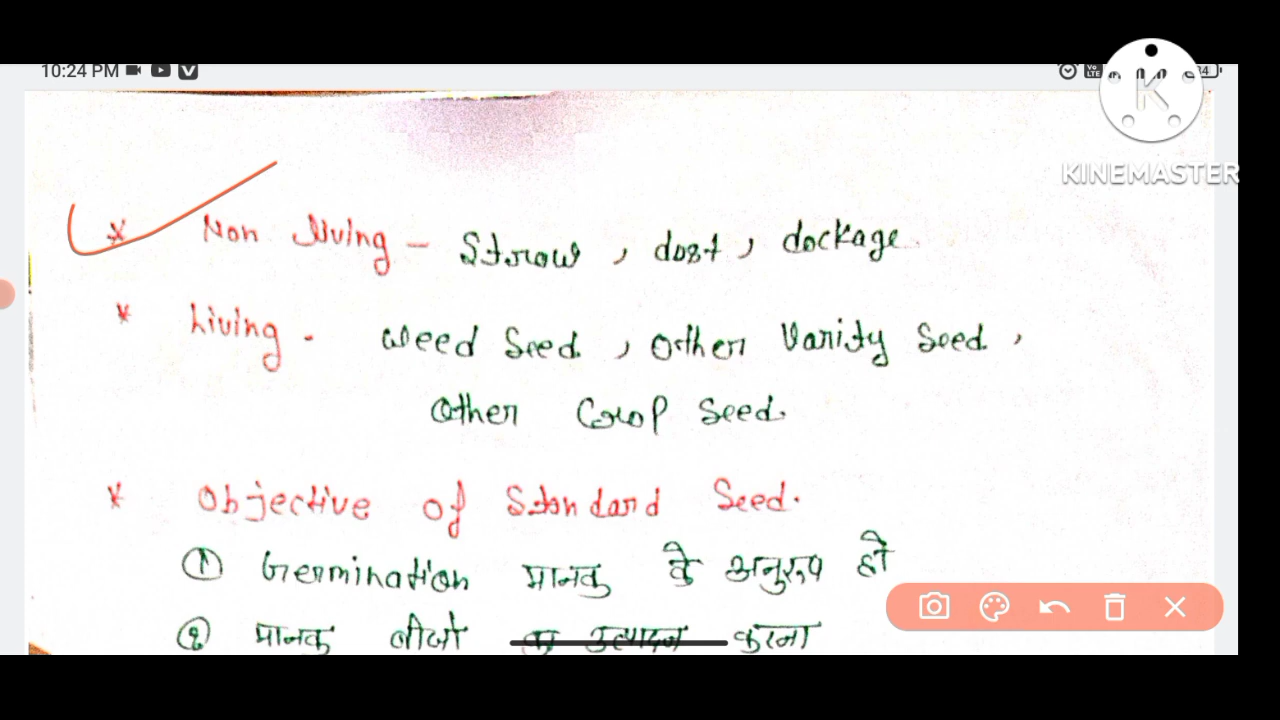 10:24 PM
KINEMASTER
* Non living - Straw, dost, dockage
* Living - Weed Seed, Other Varity Seed,
Other Crop Seed.
* Objective of Standard Seed.
① Germination मानक के अनुरूप हो
② मानक बीजो का उत्पादन करना